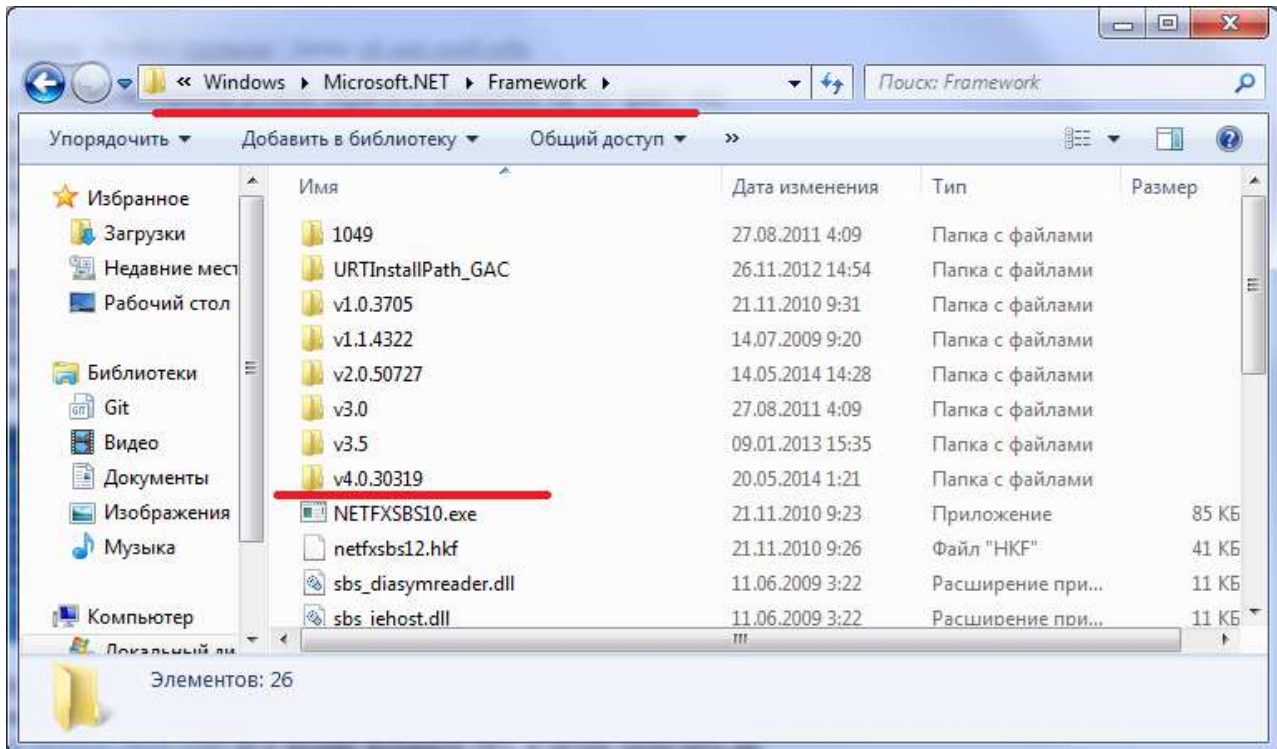 « Windows ▸ Microsoft.NET ▸ Framework ▸ Поиск: Framework
Упорядочить ▾ Добавить в библиотеку ▾ Общий доступ ▾ »
Имя Дата изменения Тип Размер
Избранное
Загрузки
Недавние мест
Рабочий стол
Библиотеки
Git
Видео
Документы
Изображения
Музыка
Компьютер
Локальный ди
1049 27.08.2011 4:09 Папка с файлами
URTInstallPath_GAC 26.11.2012 14:54 Папка с файлами
v1.0.3705 21.11.2010 9:31 Папка с файлами
v1.1.4322 14.07.2009 9:20 Папка с файлами
v2.0.50727 14.05.2014 14:28 Папка с файлами
v3.0 27.08.2011 4:09 Папка с файлами
v3.5 09.01.2013 15:35 Папка с файлами
v4.0.30319 20.05.2014 1:21 Папка с файлами
NETFXSBS10.exe 21.11.2010 9:23 Приложение 85 КБ
netfxsbs12.hkf 21.11.2010 9:26 Файл "HKF" 41 КБ
sbs_diasymreader.dll 11.06.2009 3:22 Расширение при... 11 КБ
sbs_iehost.dll 11.06.2009 3:22 Расширение при... 11 КБ
Элементов: 26